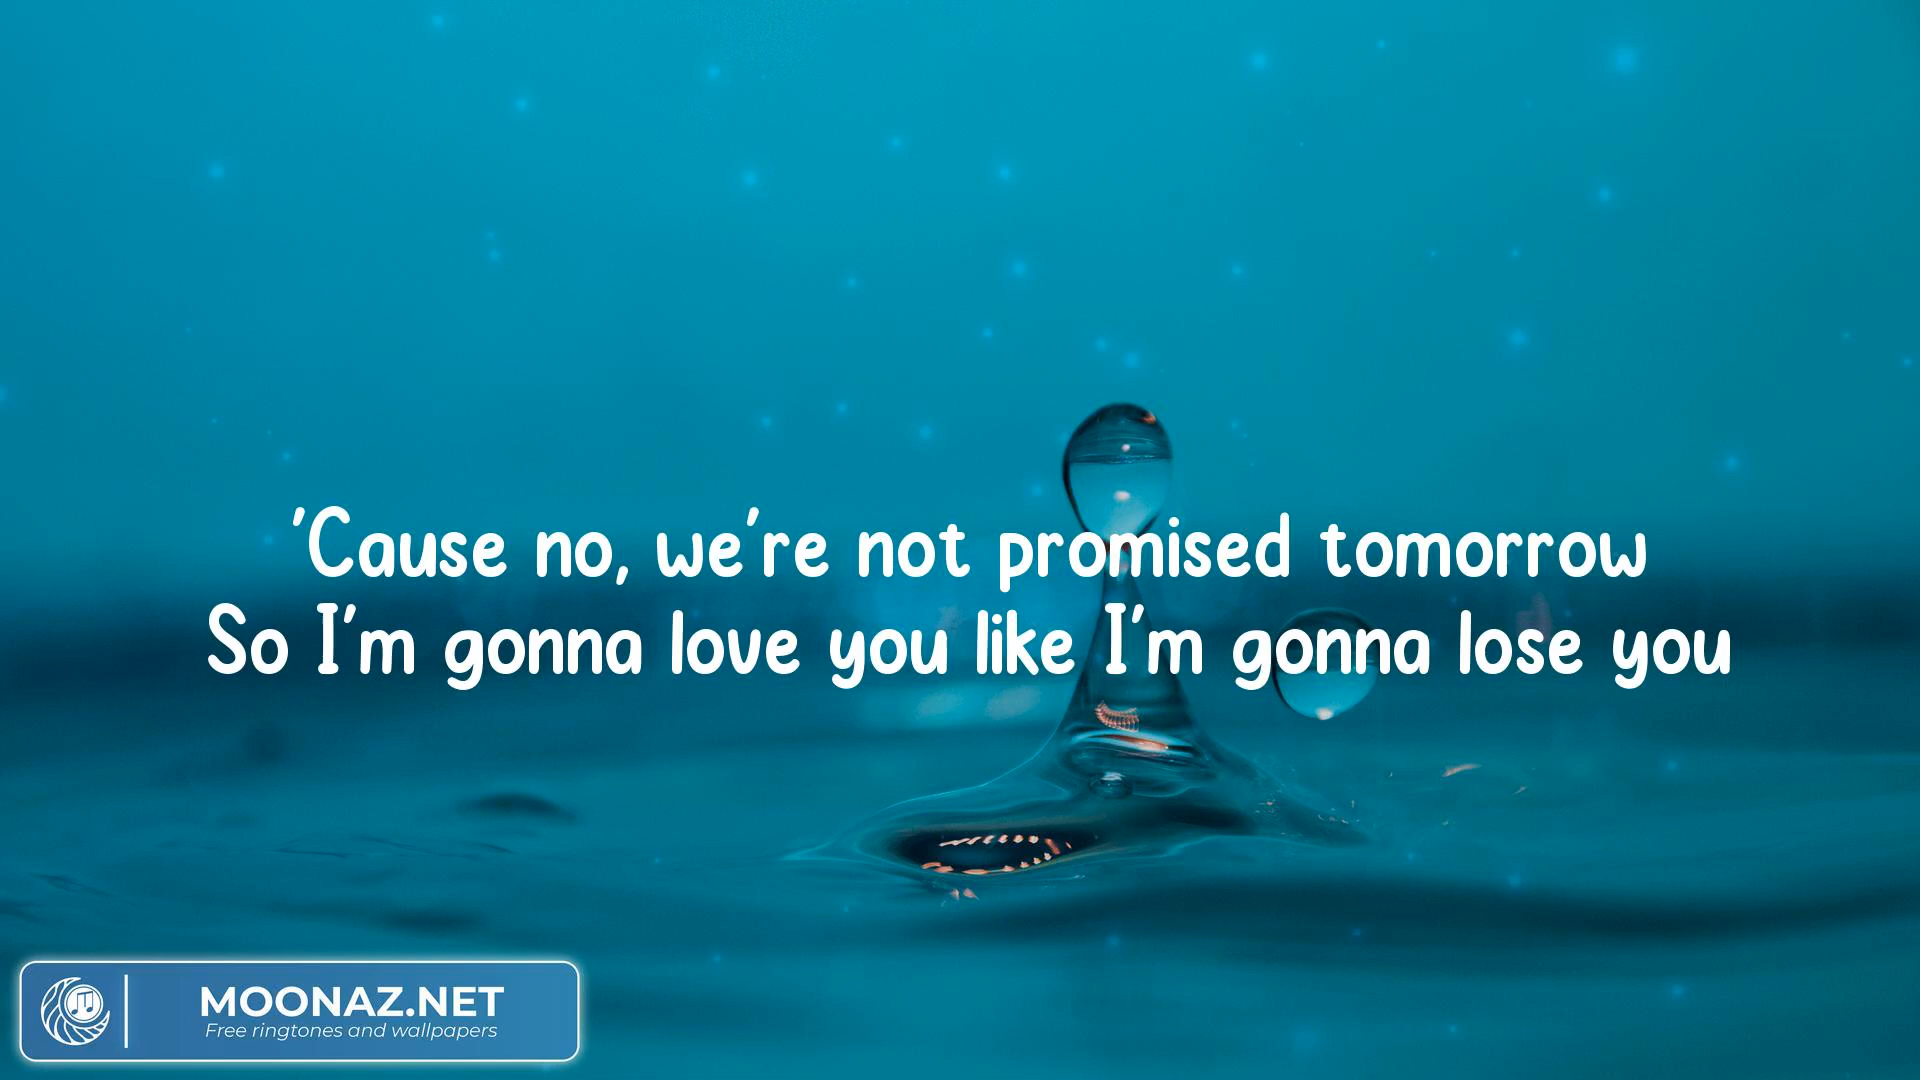 'Cause no, we're not promised tomorrow
So I'm gonna love you like I'm gonna lose you
MOONAZ.NET
Free ringtones and wallpapers